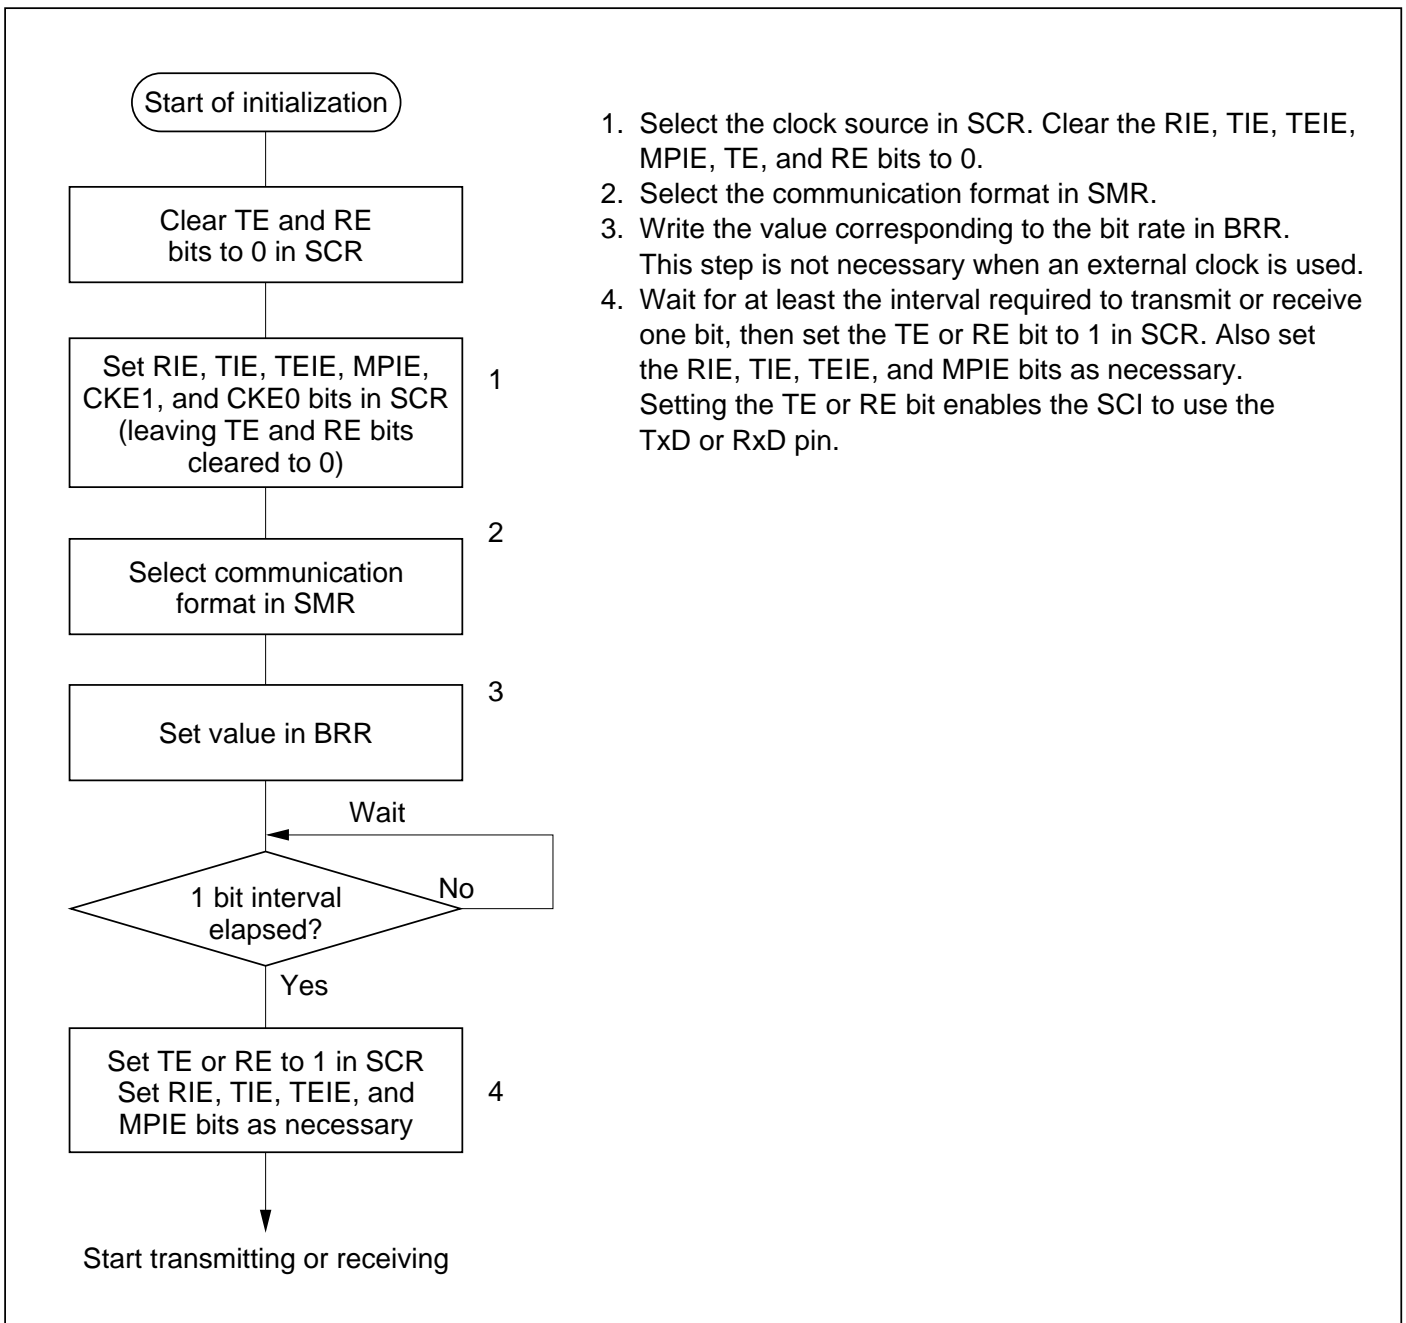 Start of initialization
Clear TE and RE
bits to 0 in SCR
Set RIE, TIE, TEIE, MPIE,
CKE1, and CKE0 bits in SCR
(leaving TE and RE bits
cleared to 0)
1
2
Select communication
format in SMR
3
Set value in BRR
Wait
1 bit interval
elapsed?
No
Yes
Set TE or RE to 1 in SCR
Set RIE, TIE, TEIE, and
MPIE bits as necessary
4
Start transmitting or receiving
1. Select the clock source in SCR. Clear the RIE, TIE, TEIE,
MPIE, TE, and RE bits to 0.
2. Select the communication format in SMR.
3. Write the value corresponding to the bit rate in BRR.
This step is not necessary when an external clock is used.
4. Wait for at least the interval required to transmit or receive
one bit, then set the TE or RE bit to 1 in SCR. Also set
the RIE, TIE, TEIE, and MPIE bits as necessary.
Setting the TE or RE bit enables the SCI to use the
TxD or RxD pin.